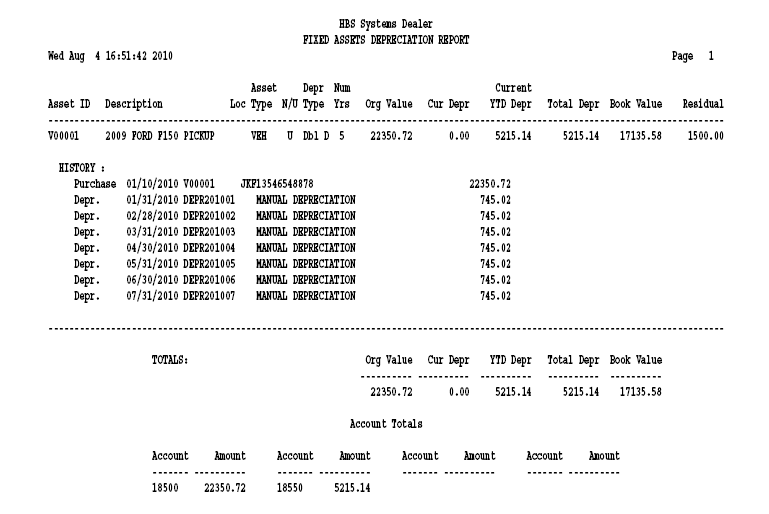 HBS Systems Dealer
FIXED ASSETS DEPRECIATION REPORT
Wed Aug 4 16:51:42 2010 Page 1
Asset Depr Num Current
Asset ID Description Loc Type N/U Type Yrs Org Value Cur Depr YTD Depr Total Depr Book Value Residual
V00001 2009 FORD F150 PICKUP VEH U Dbl D 5 22350.72 0.00 5215.14 5215.14 17135.58 1500.00
HISTORY :
Purchase 01/10/2010 V00001 JKF13546548878 22350.72
Depr. 01/31/2010 DEPR201001 MANUAL DEPRECIATION 745.02
Depr. 02/28/2010 DEPR201002 MANUAL DEPRECIATION 745.02
Depr. 03/31/2010 DEPR201003 MANUAL DEPRECIATION 745.02
Depr. 04/30/2010 DEPR201004 MANUAL DEPRECIATION 745.02
Depr. 05/31/2010 DEPR201005 MANUAL DEPRECIATION 745.02
Depr. 06/30/2010 DEPR201006 MANUAL DEPRECIATION 745.02
Depr. 07/31/2010 DEPR201007 MANUAL DEPRECIATION 745.02
TOTALS: Org Value Cur Depr YTD Depr Total Depr Book Value
22350.72 0.00 5215.14 5215.14 17135.58
Account Totals
Account Amount Account Amount Account Amount Account Amount
18500 22350.72 18550 5215.14